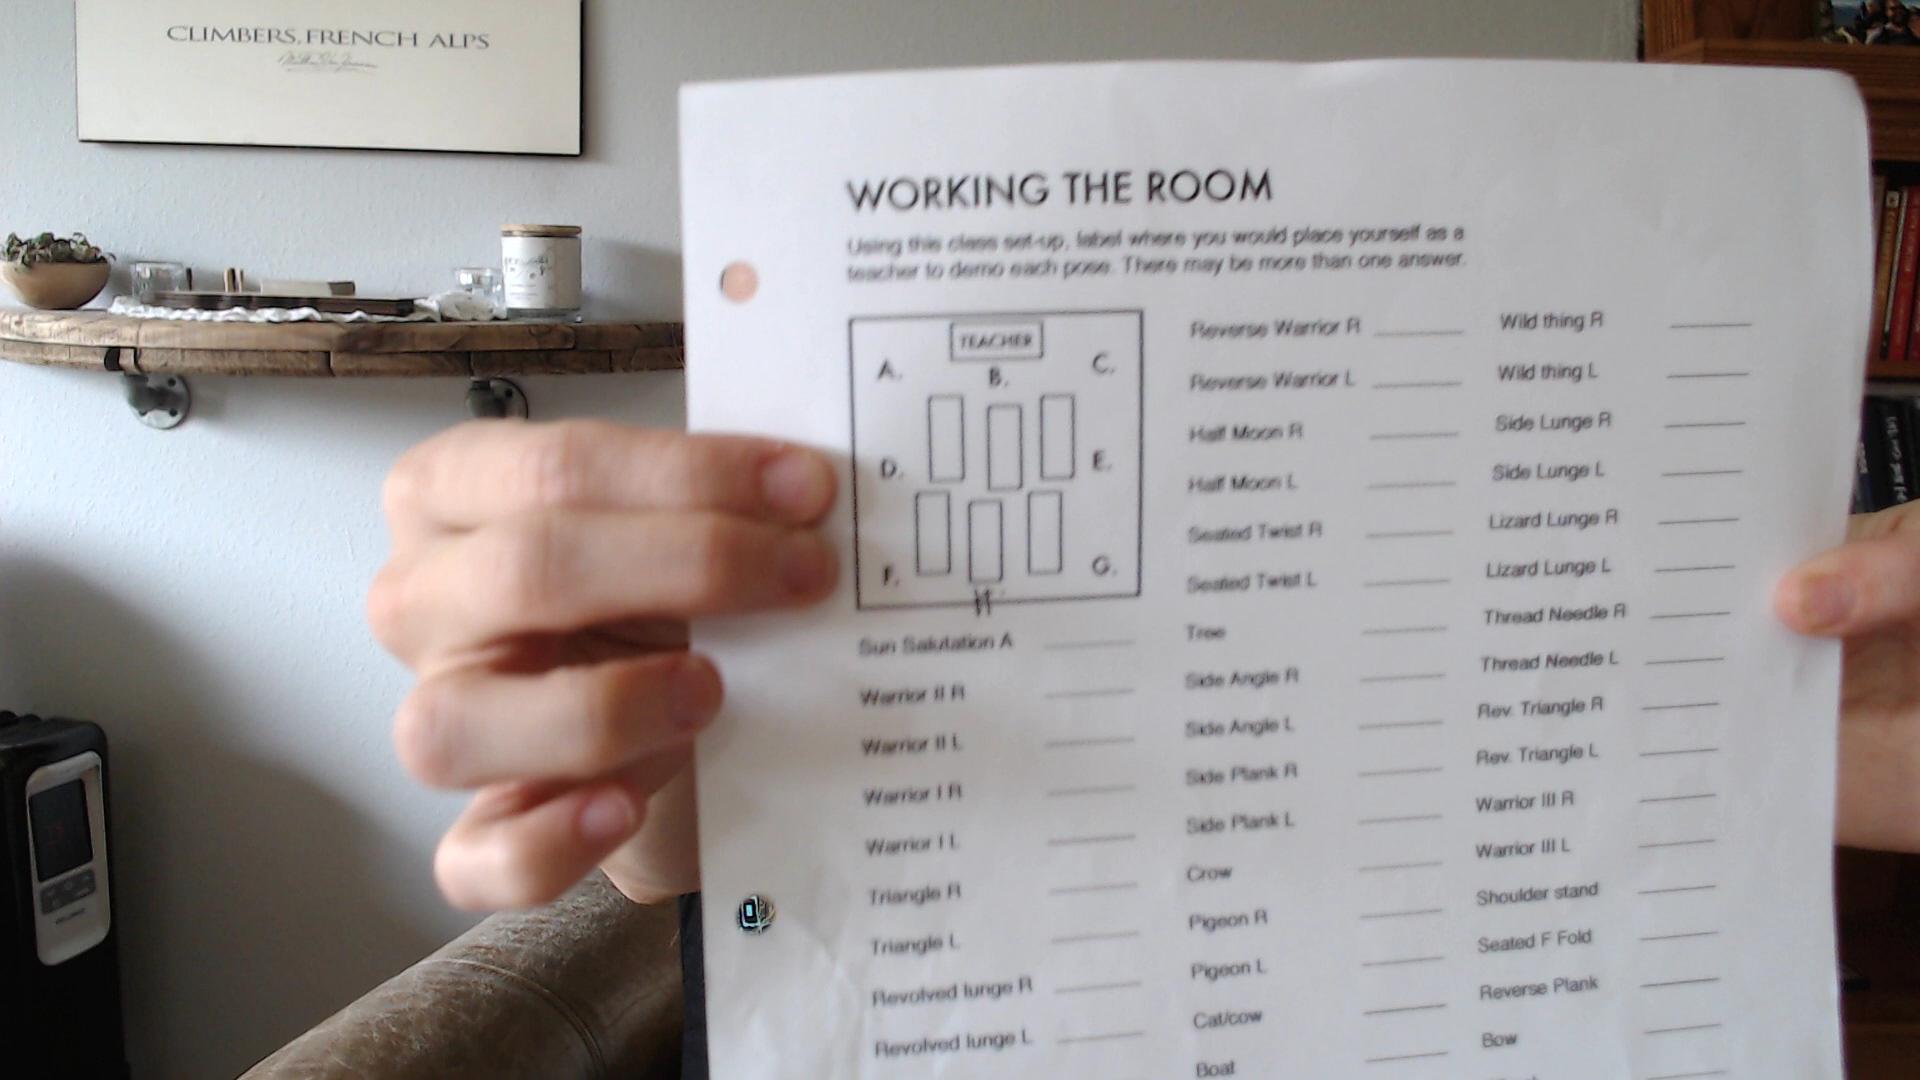 CLIMBERS, FRENCH ALPS
WORKING THE ROOM
Using this class set-up, label where you would place yourself as a
teacher to demo each pose. There may be more than one answer.
TEACHER
A.
B.
C.
D.
E.
F.
G.
Sun Salutation A
Warrior II R
Warrior II L
Warrior I R
Warrior I L
Triangle R
Triangle L
Revolved lunge R
Revolved lunge L
Reverse Warrior R
Reverse Warrior L
Half Moon R
Half Moon L
Seated Twist R
Seated Twist L
Tree
Side Angle R
Side Angle L
Side Plank R
Side Plank L
Crow
Pigeon R
Pigeon L
Cat/cow
Boat
Wild thing R
Wild thing L
Side Lunge R
Side Lunge L
Lizard Lunge R
Lizard Lunge L
Thread Needle R
Thread Needle L
Rev. Triangle R
Rev. Triangle L
Warrior III R
Warrior III L
Shoulder stand
Seated F Fold
Reverse Plank
Bow